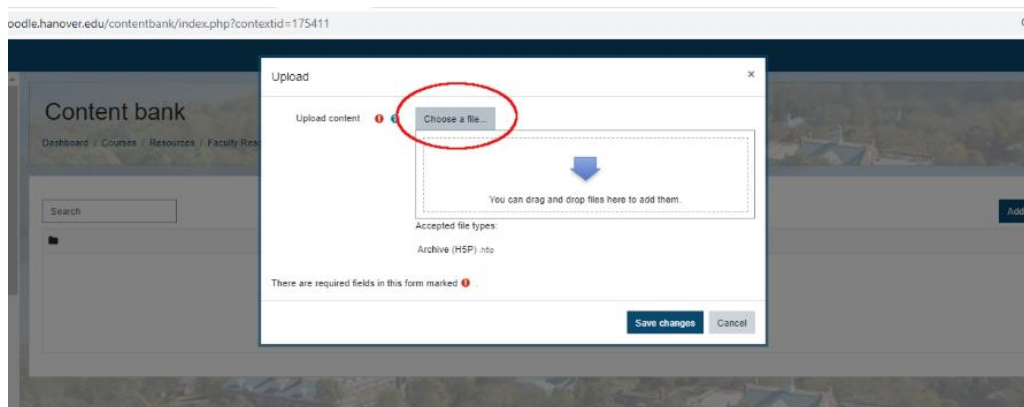 oodle.hanover.edu/contentbank/index.php?contextid=175411
Upload ×
Upload content Choose a file...
Content bank
Dashboard / Courses / Resources / Faculty Res
You can drag and drop files here to add them.
Search
Add
Accepted file types:
Archive (H5P) .h5p
There are required fields in this form marked .
Save changes Cancel